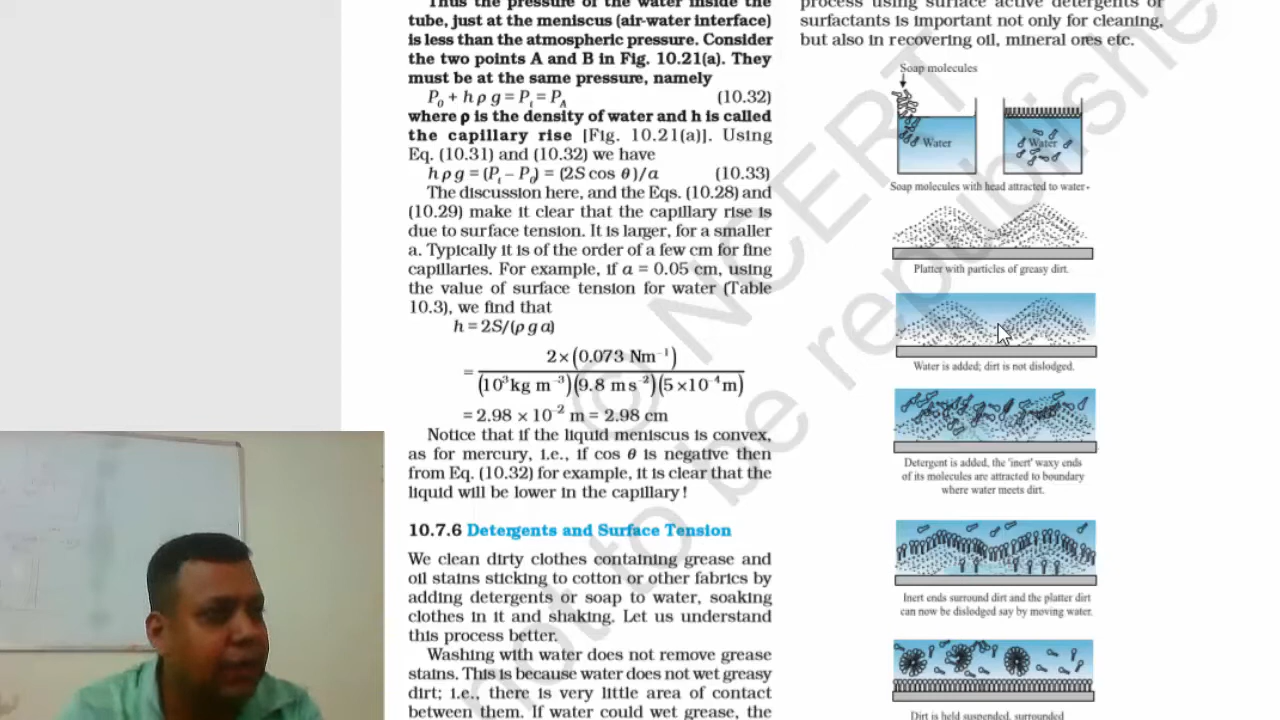 Thus the pressure of the water inside the
tube, just at the meniscus (air-water interface)
is less than the atmospheric pressure. Consider
the two points A and B in Fig. 10.21(a). They
must be at the same pressure, namely
P₀ + h ρ g = Pᵢ = P_A (10.32)
where ρ is the density of water and h is called
the capillary rise [Fig. 10.21(a)]. Using
Eq. (10.31) and (10.32) we have
h ρ g = (Pᵢ – P₀) = (2S cos θ)/a (10.33)
The discussion here, and the Eqs. (10.28) and
(10.29) make it clear that the capillary rise is
due to surface tension. It is larger, for a smaller
a. Typically it is of the order of a few cm for fine
capillaries. For example, if a = 0.05 cm, using
the value of surface tension for water (Table
10.3), we find that
h = 2S/(ρ g a)
= 2×(0.073 Nm⁻¹) / (10³kg m⁻³)(9.8 m s⁻²)(5 ×10⁻⁴m)
= 2.98 × 10⁻² m = 2.98 cm
Notice that if the liquid meniscus is convex,
as for mercury, i.e., if cos θ is negative then
from Eq. (10.32) for example, it is clear that the
liquid will be lower in the capillary !
10.7.6 Detergents and Surface Tension
We clean dirty clothes containing grease and
oil stains sticking to cotton or other fabrics by
adding detergents or soap to water, soaking
clothes in it and shaking. Let us understand
this process better.
Washing with water does not remove grease
stains. This is because water does not wet greasy
dirt; i.e., there is very little area of contact
between them. If water could wet grease, the
process using surface active detergents or
surfactants is important not only for cleaning,
but also in recovering oil, mineral ores etc.
Soap molecules
Water
Water
Soap molecules with head attracted to water
Platter with particles of greasy dirt.
Water is added; dirt is not dislodged.
Detergent is added, the 'inert' waxy ends
of its molecules are attracted to boundary
where water meets dirt.
Inert ends surround dirt and the platter dirt
can now be dislodged say by moving water.
Dirt is held suspended, surrounded
© NCERT
not to be republished